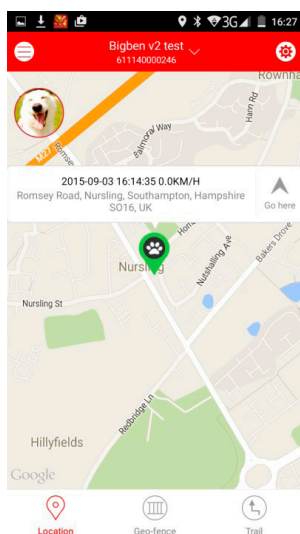 3G 16:27
Bigben v2 test
611140000246
Rownha
Hann Rd
Balmoral Way
M27
Romsey
2015-09-03 16:14:35 0.0KM/H
Romsey Road, Nursling, Southampton, Hampshire
SO16, UK
Go here
Nursling
Nutshalling Ave
Bakers Drove
Nursling St
Redbridge Ln
Hillyfields
Google
Location
Geo-fence
Trail